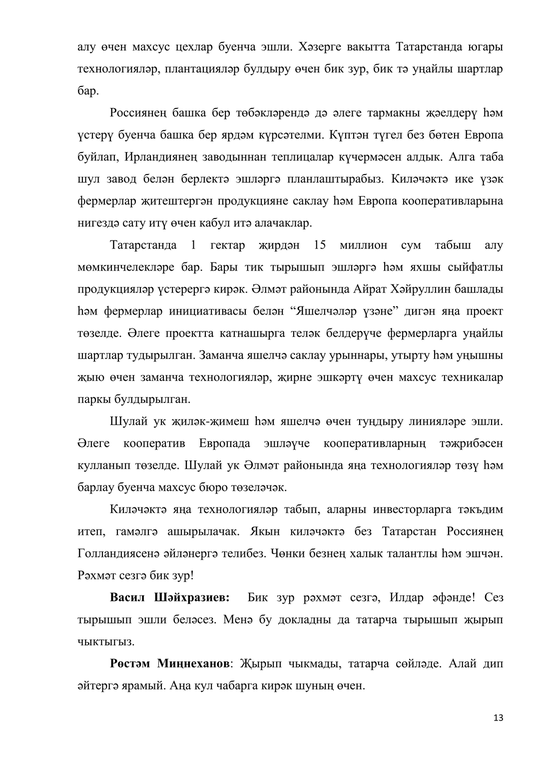 алу өчен махсус цехлар буенча эшли. Хәзерге вакытта Татарстанда югары
технологияләр, плантацияләр булдыру өчен бик зур, бик тә уңайлы шартлар
бар.
Россиянең башка бер төбәкләрендә дә әлеге тармакны җәелдерү һәм
үстерү буенча башка бер ярдәм күрсәтелми. Күптән түгел без бөтен Европа
буйлап, Ирландиянең заводыннан теплицалар күчермәсен алдык. Алга таба
шул завод белән берлектә эшләргә планлаштырабыз. Киләчәктә ике үзәк
фермерлар җитештергән продукцияне саклау һәм Европа кооперативларына
нигездә сату итү өчен кабул итә алачаклар.
Татарстанда 1 гектар җирдән 15 миллион сум табыш алу
мөмкинчелекләре бар. Бары тик тырышып эшләргә һәм яхшы сыйфатлы
продукцияләр үстерергә кирәк. Әлмәт районында Айрат Хәйруллин башлады
һәм фермерлар инициативасы белән “Яшелчәләр үзәне” дигән яңа проект
төзелде. Әлеге проектта катнашырга теләк белдерүче фермерларга уңайлы
шартлар тудырылган. Заманча яшелчә саклау урыннары, утырту һәм уңышны
җыю өчен заманча технологияләр, җирне эшкәртү өчен махсус техникалар
паркы булдырылган.
Шулай ук җиләк-җимеш һәм яшелчә өчен туңдыру линияләре эшли.
Әлеге кооператив Европада эшләүче кооперативларның тәҗрибәсен
кулланып төзелде. Шулай ук Әлмәт районында яңа технологияләр төзү һәм
барлау буенча махсус бюро төзеләчәк.
Киләчәктә яңа технологияләр табып, аларны инвесторларга тәкъдим
итеп, гамәлгә ашырылачак. Якын киләчәктә без Татарстан Россиянең
Голландиясенә әйләнергә телибез. Чөнки безнең халык талантлы һәм эшчән.
Рәхмәт сезгә бик зур!
Васил Шәйхразиев: Бик зур рәхмәт сезгә, Илдар әфәнде! Сез
тырышып эшли беләсез. Менә бу докладны да татарча тырышып җырып
чыктыгыз.
Рөстәм Миңнеханов: Җырып чыкмады, татарча сөйләде. Алай дип
әйтергә ярамый. Аңа кул чабарга кирәк шуның өчен.
13